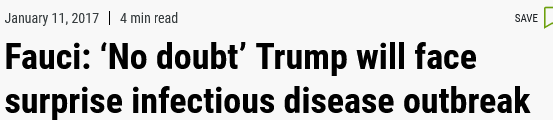 January 11, 2017 | 4 min read
SAVE
Fauci: ‘No doubt’ Trump will face
surprise infectious disease outbreak